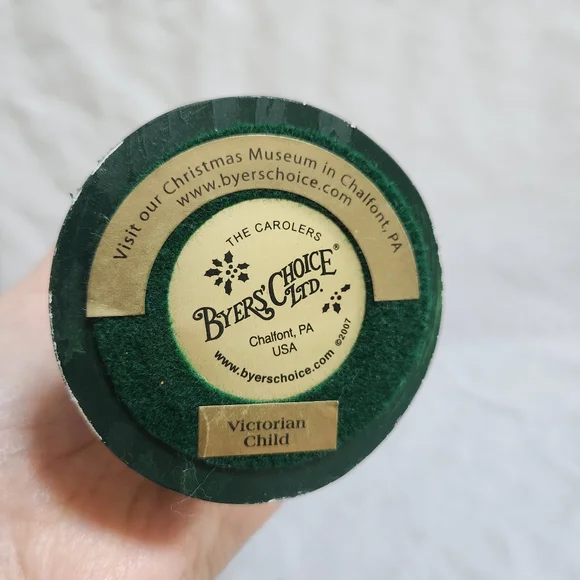 Visit our Christmas Museum in Chalfont, PA
www.byerschoice.com
THE CAROLERS
BYERS' CHOICE®
LTD.
Chalfont, PA
USA
www.byerschoice.com ©2007
Victorian
Child